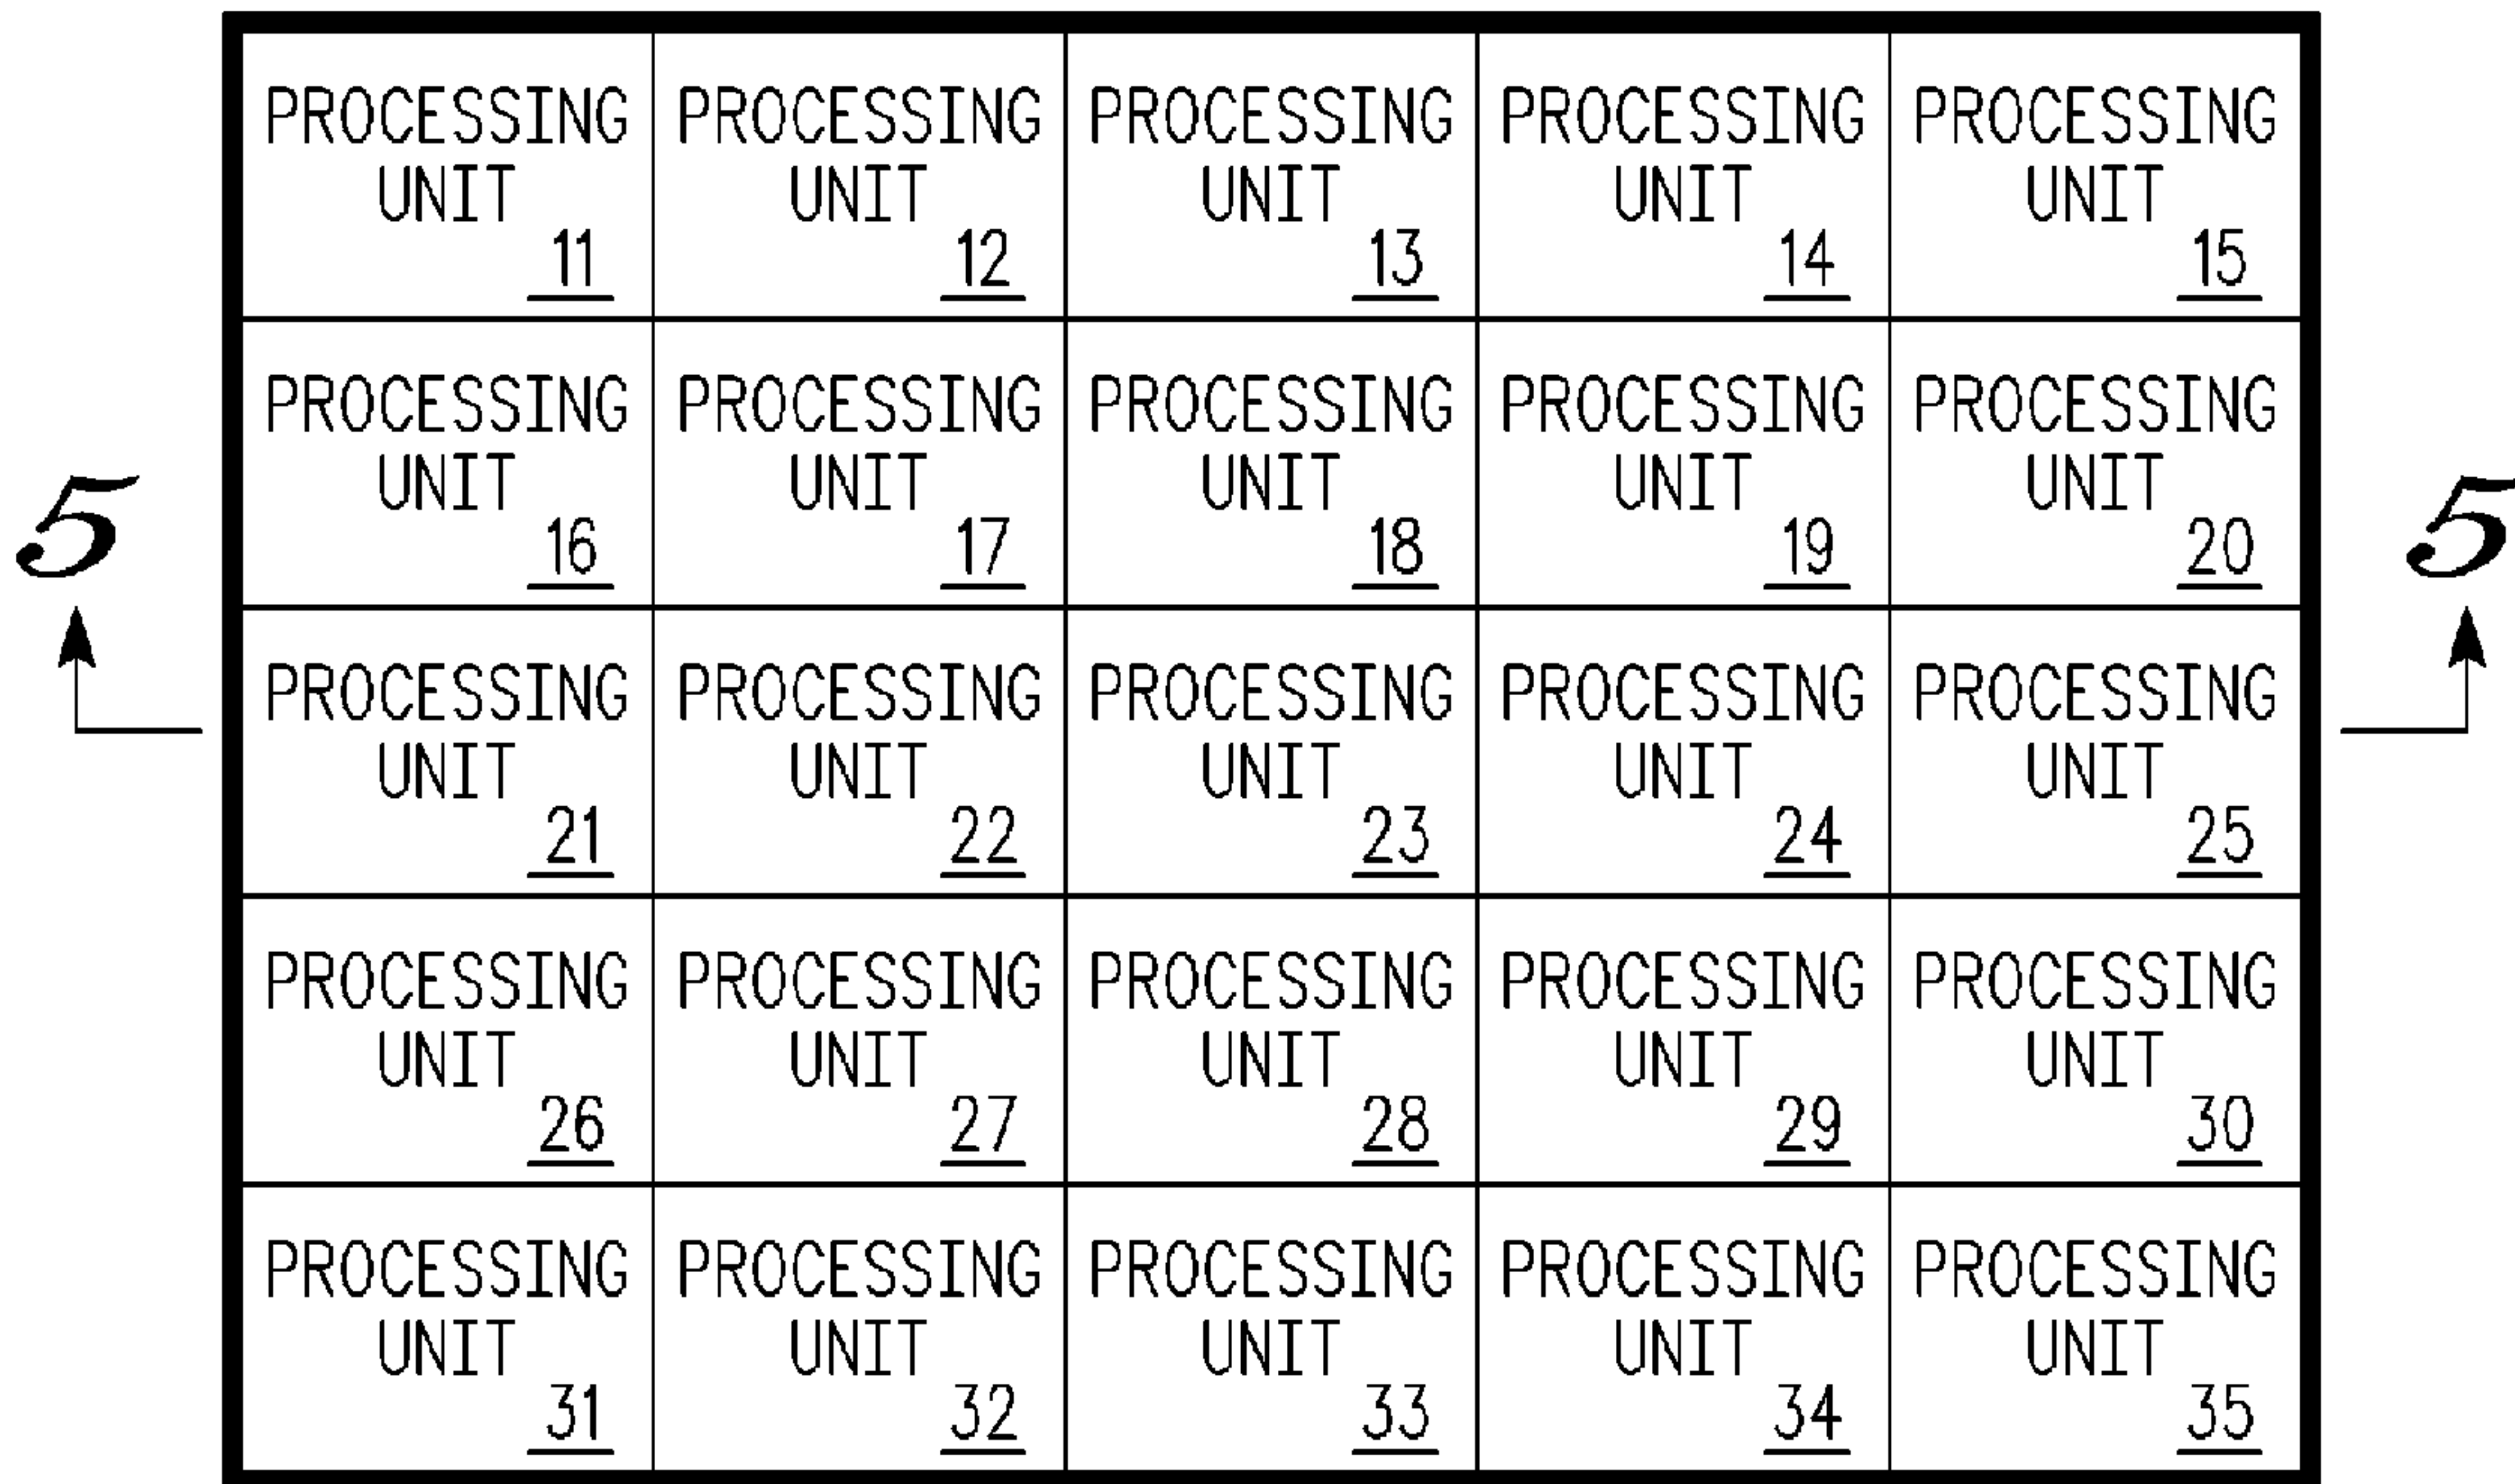 PROCESSING PROCESSING PROCESSING PROCESSING PROCESSING
UNIT UNIT UNIT UNIT UNIT
11 12 13 14 15
PROCESSING PROCESSING PROCESSING PROCESSING PROCESSING
UNIT UNIT UNIT UNIT UNIT
5 16 17 18 19 20 5
PROCESSING PROCESSING PROCESSING PROCESSING PROCESSING
UNIT UNIT UNIT UNIT UNIT
21 22 23 24 25
PROCESSING PROCESSING PROCESSING PROCESSING PROCESSING
UNIT UNIT UNIT UNIT UNIT
26 27 28 29 30
PROCESSING PROCESSING PROCESSING PROCESSING PROCESSING
UNIT UNIT UNIT UNIT UNIT
31 32 33 34 35